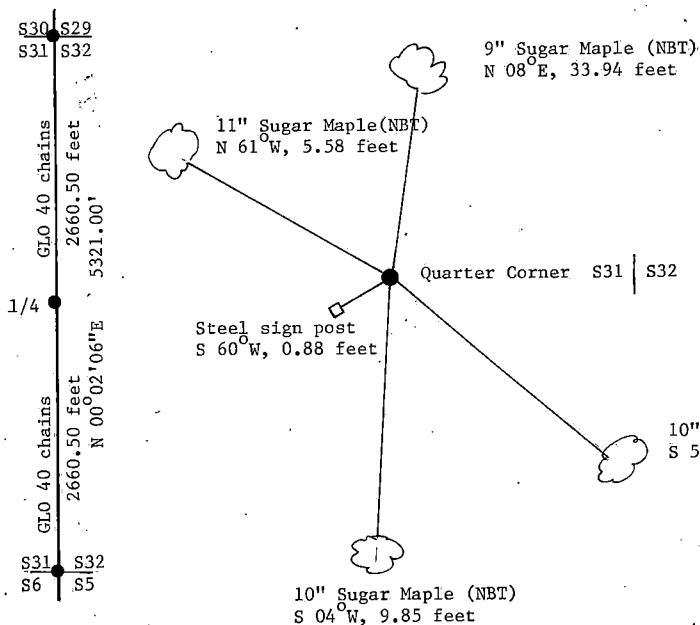 S30 S29
S31 S32
GLO 40 chains
2660.50 feet
5321.00'
1/4
N 00°02'06"E
GLO 40 chains
2660.50 feet
S31 S32
S6 S5
9" Sugar Maple (NBT)
N 08°E, 33.94 feet
11" Sugar Maple(NBT)
N 61°W, 5.58 feet
Quarter Corner S31 | S32
Steel sign post
S 60°W, 0.88 feet
10"
S 5
10" Sugar Maple (NBT)
S 04°W, 9.85 feet